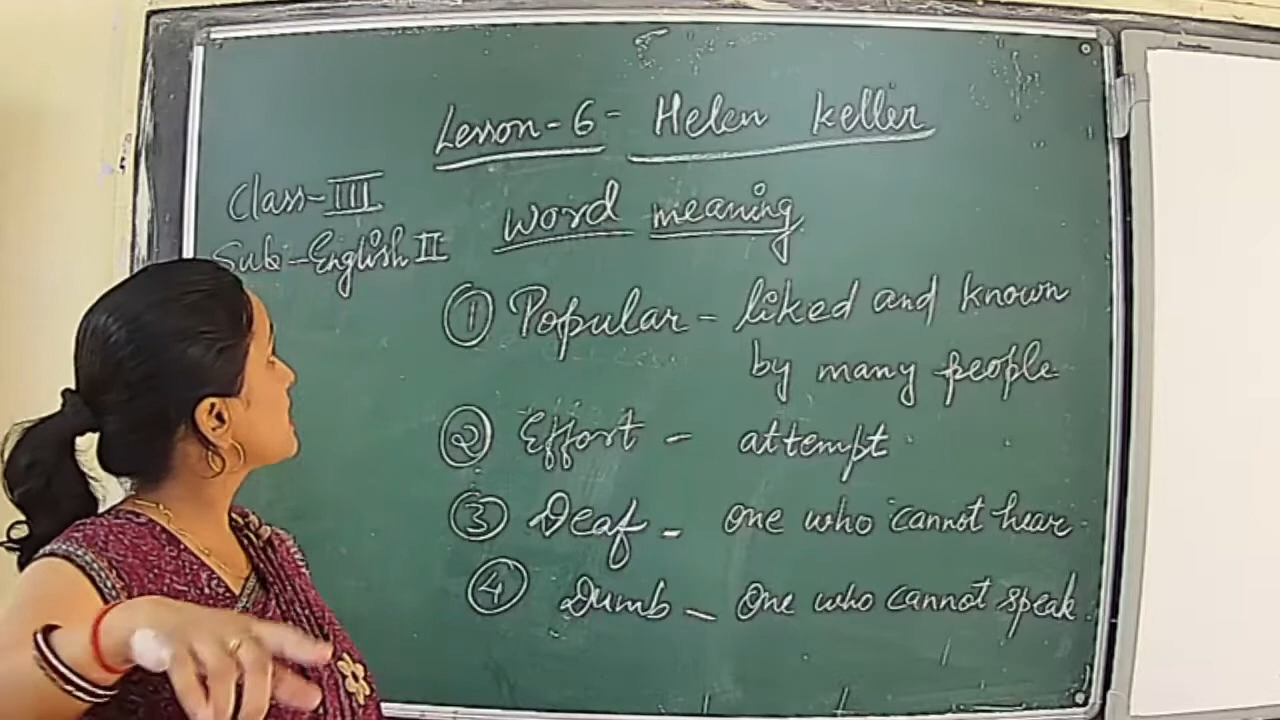 Lesson-6- Helen Keller
Class-III
Sub-English II
word meaning
① Popular - liked and known
by many people
② Effort - attempt
③ Deaf - One who cannot hear
④ Dumb - One who cannot speak.